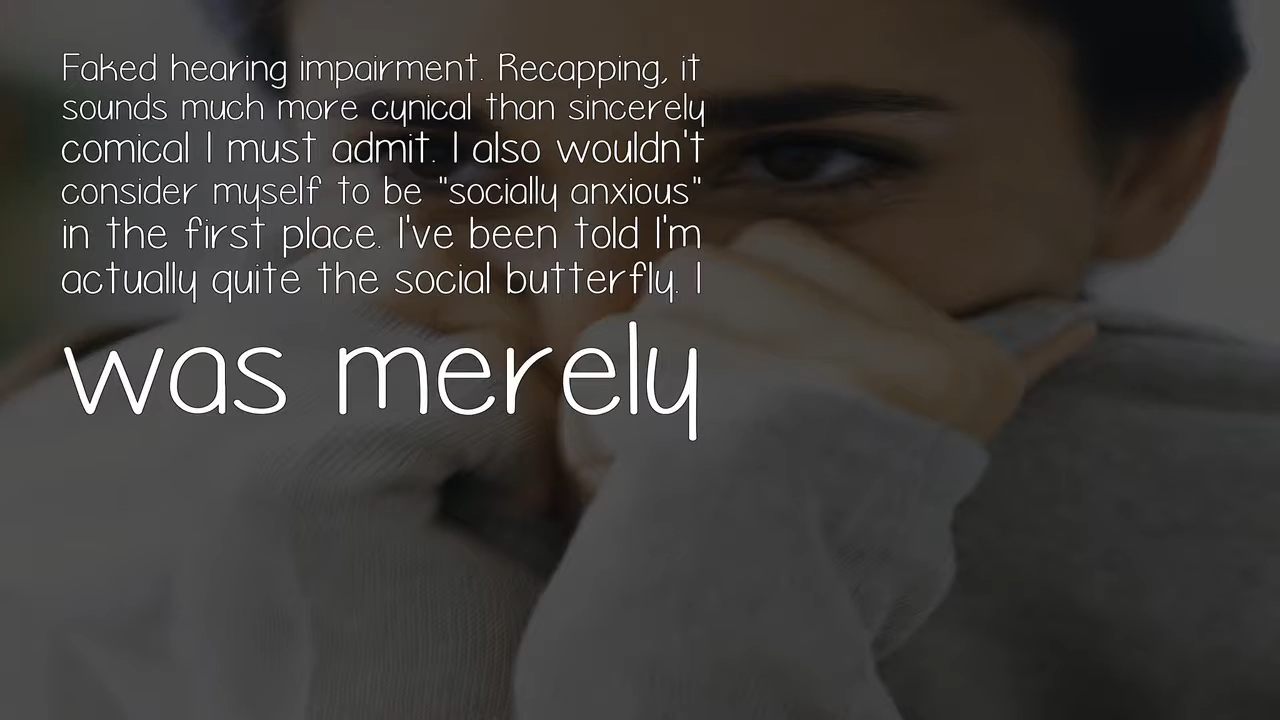 Faked hearing impairment. Recapping, it
sounds much more cynical than sincerely
comical I must admit. I also wouldn't
consider myself to be "socially anxious"
in the first place. I've been told I'm
actually quite the social butterfly. I
was merely